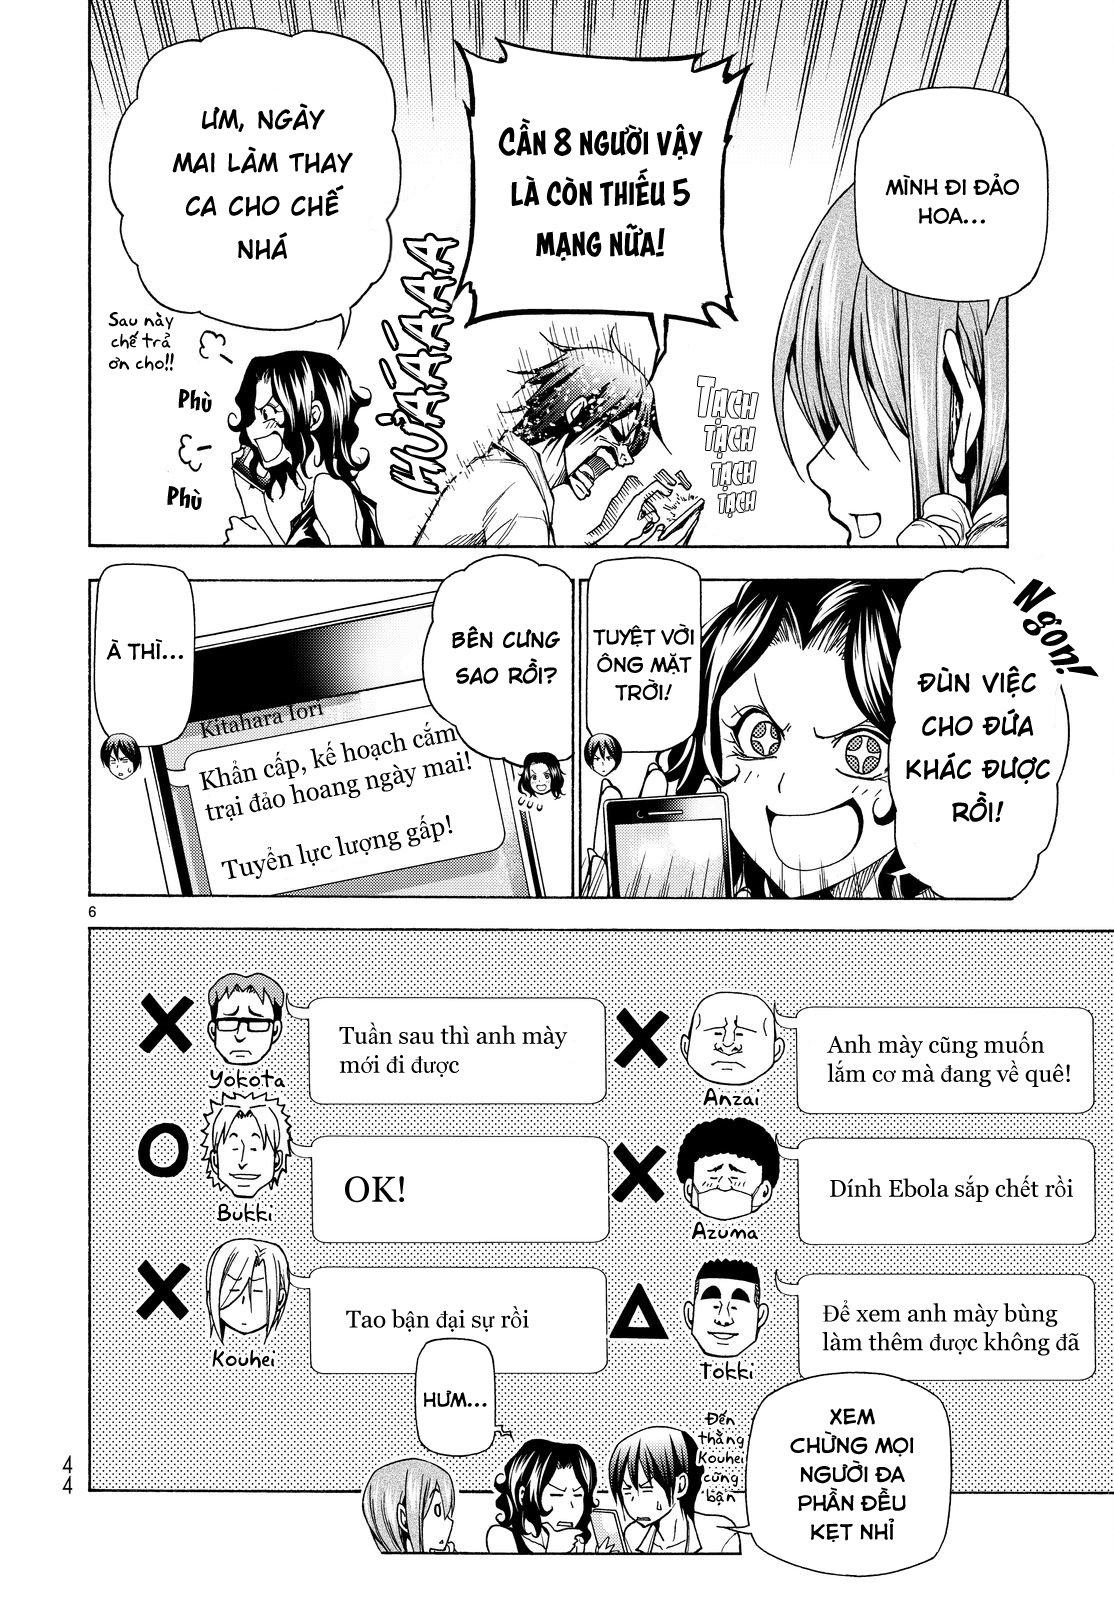 MÌNH ĐI ĐẢO
HOA...
CẦN 8 NGƯỜI VẬY
LÀ CÒN THIẾU 5
MẠNG NỮA!
ƯM, NGÀY
MAI LÀM THAY
CA CHO CHẾ
NHÁ
TẠCH
TẠCH
TẠCH
TẠCH
HỰÁÁÁÁAA
Sau này
chế trả
ơn cho!!
Phù
Phù
Ngon!
ĐÙN VIỆC
CHO ĐỨA
KHÁC ĐƯỢC
RỒI!
TUYỆT VỜI
ÔNG MẶT
TRỜI!
BÊN CƯNG
SAO RỒI?
À THÌ...
Kitahara Iori
Khẩn cấp, kế hoạch cắm
trại đảo hoang ngày mai!
Tuyển lực lượng gấp!
6
Anh mày cũng muốn
lắm cơ mà đang về quê!
Anzai
Dính Ebola sắp chết rồi
Azuma
Để xem anh mày bùng
làm thêm được không đã
Tokki
Tuần sau thì anh mày
mới đi được
Yokota
OK!
Bukki
Tao bận đại sự rồi
Kouhei
XEM
CHỪNG MỌI
NGƯỜI ĐA
PHẦN ĐỀU
KẸT NHỈ
Đến
thằng
Kouhei
cũng
bận
HƯM...
44